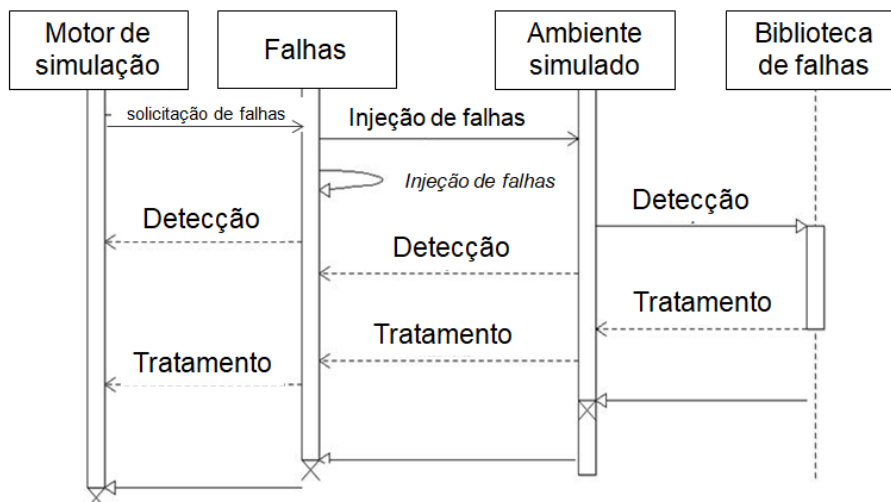 Motor de
simulação
Falhas
Ambiente
simulado
Biblioteca
de falhas
solicitação de falhas
Injeção de falhas
Injeção de falhas
Detecção
Detecção
Detecção
Tratamento
Tratamento
Tratamento